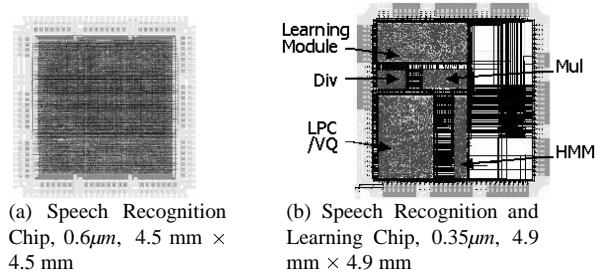 Learning
Module
Div
Mul
LPC
/VQ
HMM
(a) Speech Recognition
Chip, 0.6μm, 4.5 mm ×
4.5 mm
(b) Speech Recognition and
Learning Chip, 0.35μm, 4.9
mm × 4.9 mm